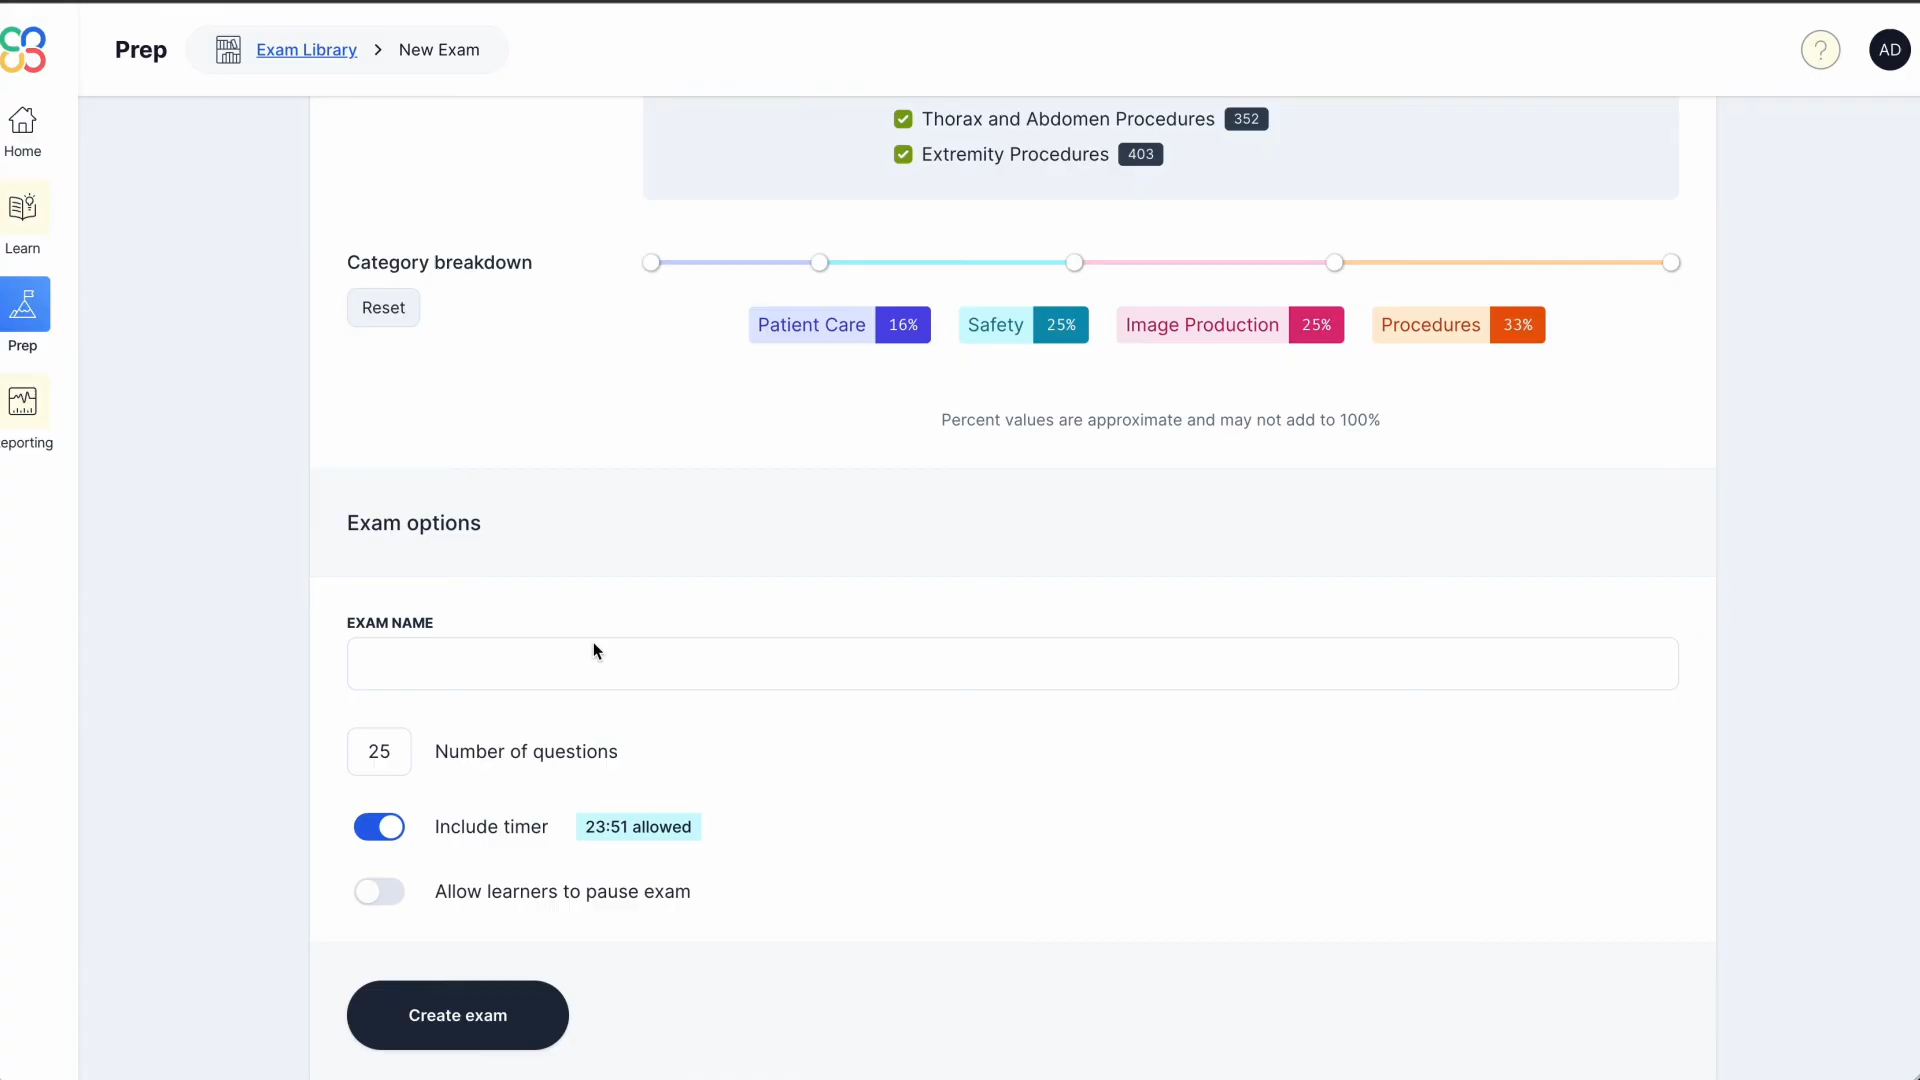 Prep
Exam Library > New Exam
?
AD
Home
Learn
Prep
eporting
Thorax and Abdomen Procedures 352
Extremity Procedures 403
Category breakdown
Reset
Patient Care 16% Safety 25% Image Production 25% Procedures 33%
Percent values are approximate and may not add to 100%
Exam options
EXAM NAME
25 Number of questions
Include timer 23:51 allowed
Allow learners to pause exam
Create exam